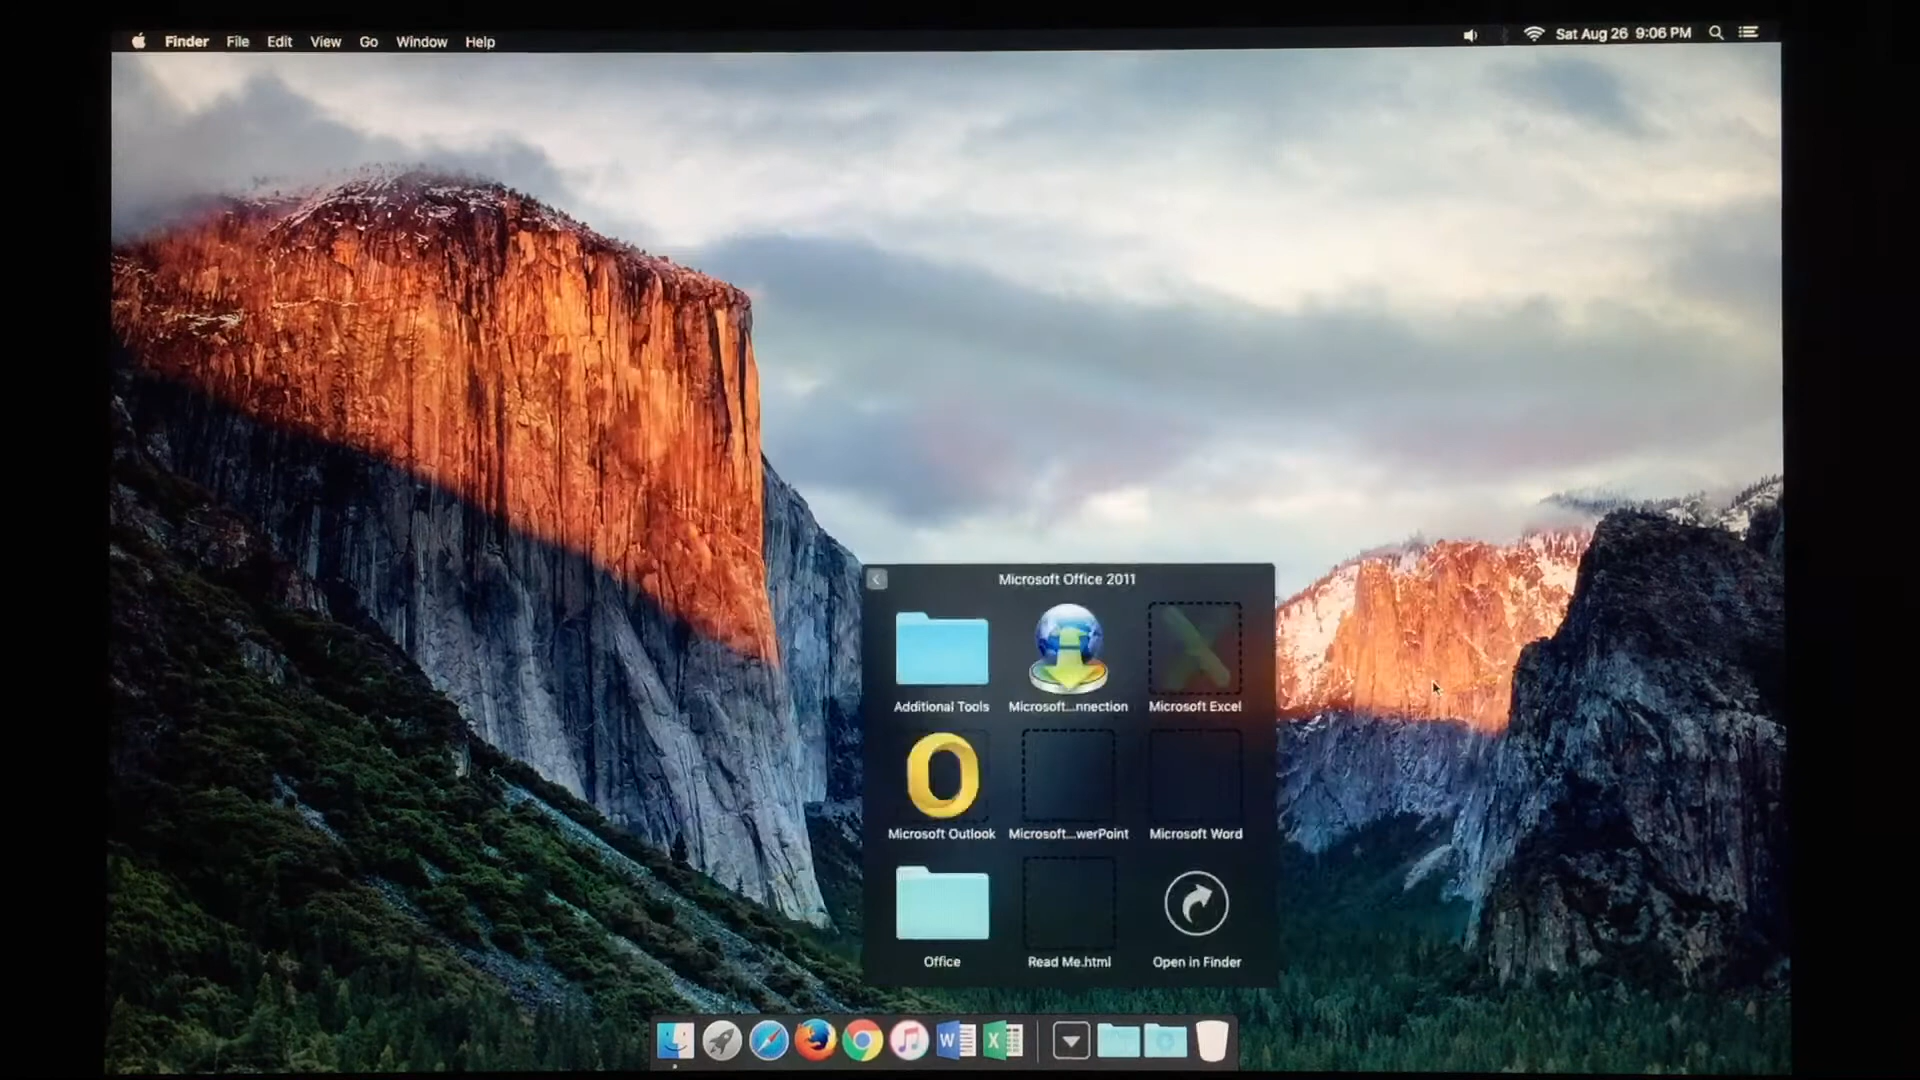 Finder File Edit View Go Window Help
Sat Aug 26 9:06 PM
Microsoft Office 2011
Additional Tools
Microsoft...nnection
Microsoft Excel
Microsoft Outlook
Microsoft...werPoint
Microsoft Word
Office
Read Me.html
Open in Finder